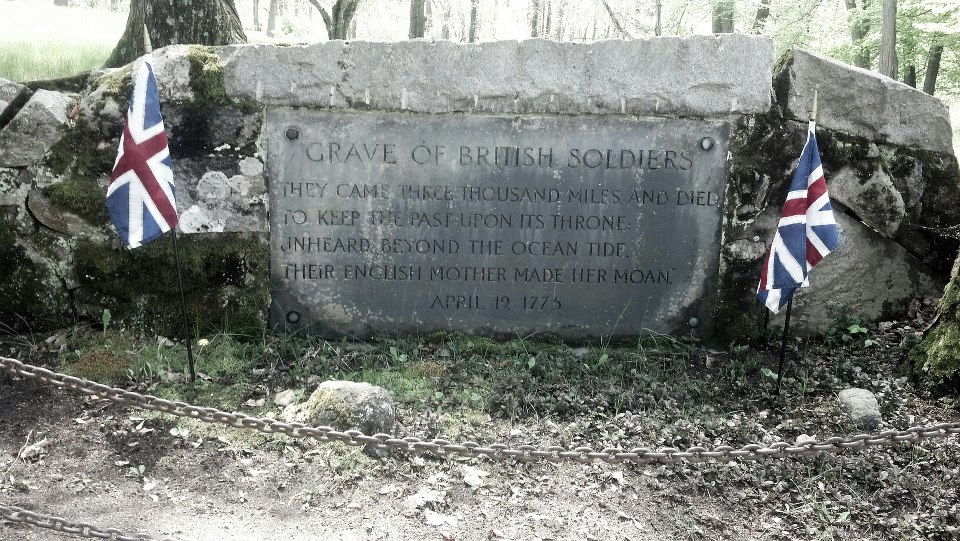 GRAVE OF BRITISH SOLDIERS
THEY CAME THREE THOUSAND MILES AND DIED,
TO KEEP THE PAST UPON ITS THRONE:
UNHEARD, BEYOND THE OCEAN TIDE,
THEIR ENGLISH MOTHER MADE HER MOAN."
APRIL 19, 1775